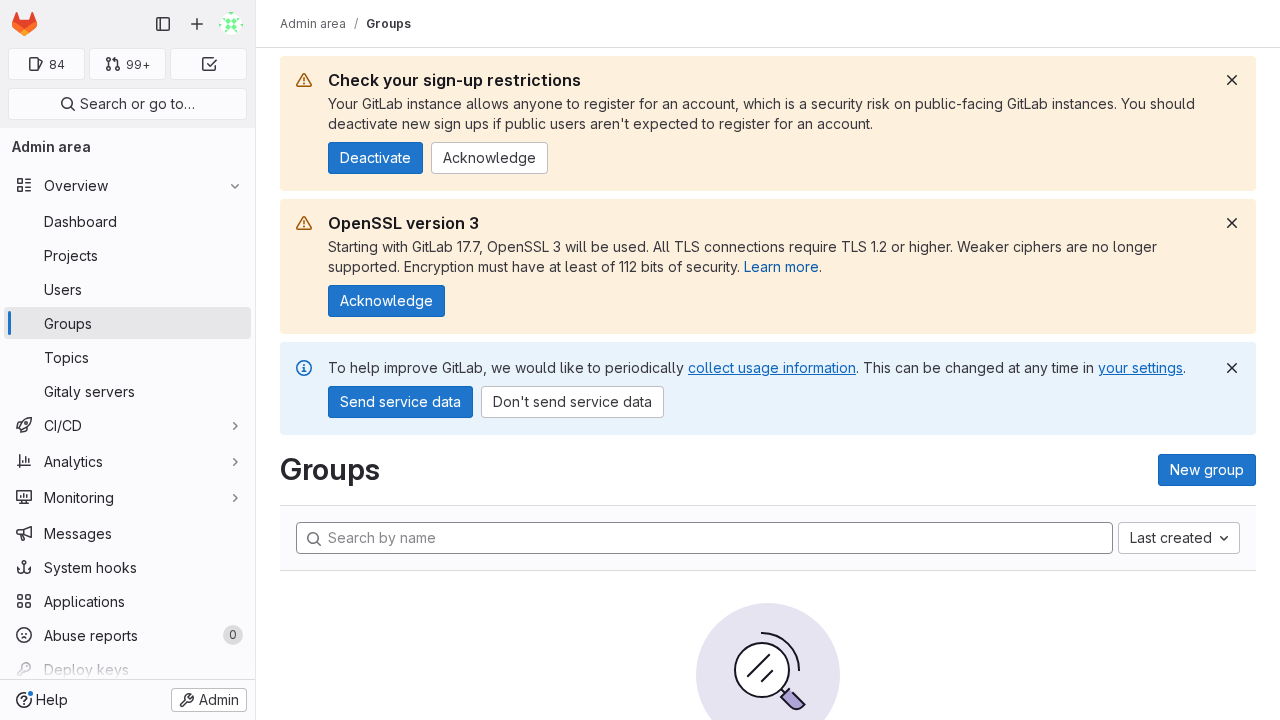 Admin area / Groups
84
99+
Search or go to…
Admin area
Overview
Dashboard
Projects
Users
Groups
Topics
Gitaly servers
CI/CD
Analytics
Monitoring
Messages
System hooks
Applications
Abuse reports 0
Deploy keys
Help
Admin
Check your sign-up restrictions
Your GitLab instance allows anyone to register for an account, which is a security risk on public-facing GitLab instances. You should
deactivate new sign ups if public users aren't expected to register for an account.
Deactivate
Acknowledge
OpenSSL version 3
Starting with GitLab 17.7, OpenSSL 3 will be used. All TLS connections require TLS 1.2 or higher. Weaker ciphers are no longer
supported. Encryption must have at least of 112 bits of security. Learn more.
Acknowledge
To help improve GitLab, we would like to periodically collect usage information. This can be changed at any time in your settings.
Send service data
Don't send service data
Groups
New group
Search by name
Last created